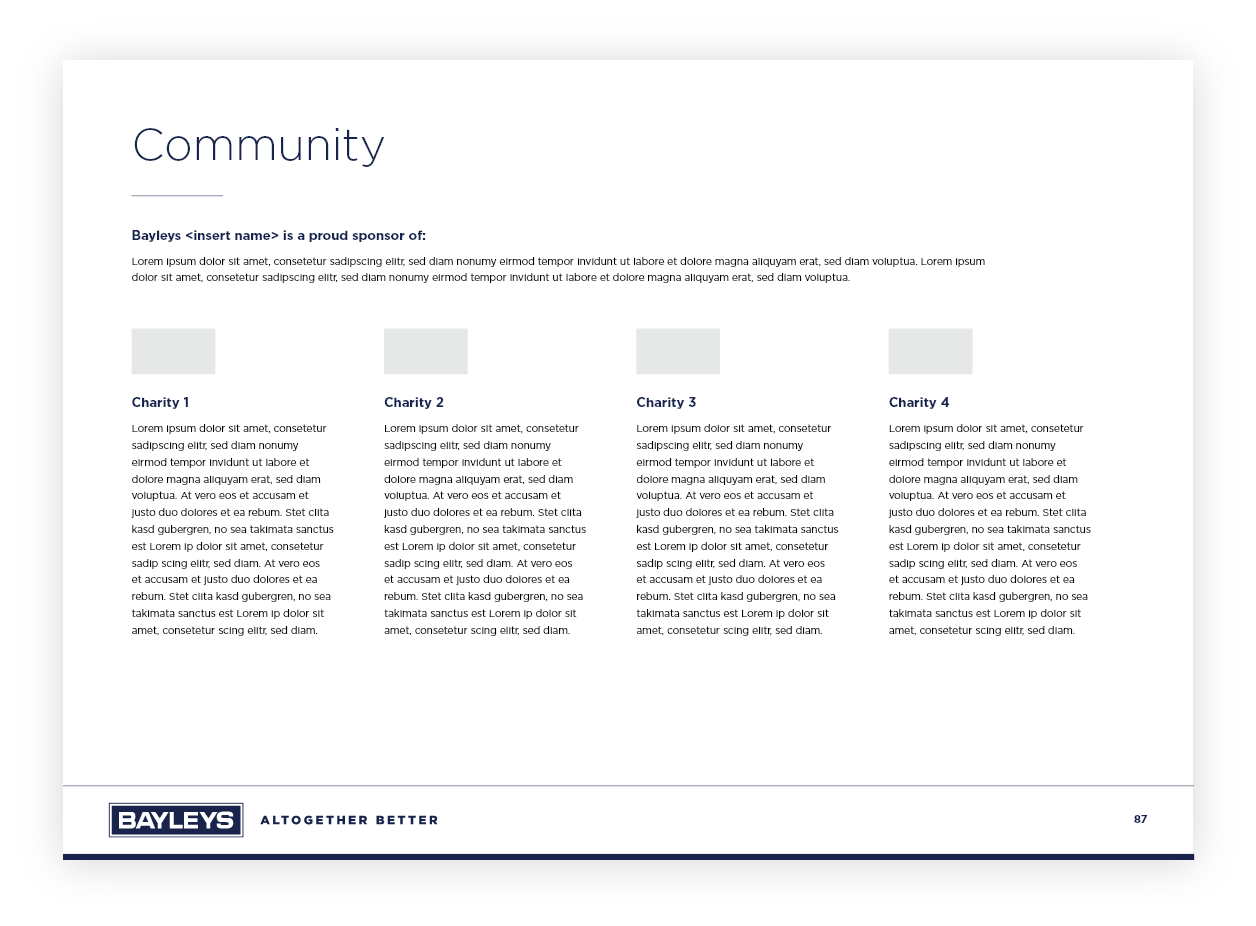 Community
Bayleys <insert name> is a proud sponsor of:
Lorem ipsum dolor sit amet, consetetur sadipscing elitr, sed diam nonumy eirmod tempor invidunt ut labore et dolore magna aliquyam erat, sed diam voluptua. Lorem ipsum
dolor sit amet, consetetur sadipscing elitr, sed diam nonumy eirmod tempor invidunt ut labore et dolore magna aliquyam erat, sed diam voluptua.
Charity 1
Lorem ipsum dolor sit amet, consetetur
sadipscing elitr, sed diam nonumy
eirmod tempor invidunt ut labore et
dolore magna aliquyam erat, sed diam
voluptua. At vero eos et accusam et
justo duo dolores et ea rebum. Stet clita
kasd gubergren, no sea takimata sanctus
est Lorem ip dolor sit amet, consetetur
sadip scing elitr, sed diam. At vero eos
et accusam et justo duo dolores et ea
rebum. Stet clita kasd gubergren, no sea
takimata sanctus est Lorem ip dolor sit
amet, consetetur scing elitr, sed diam.
Charity 2
Lorem ipsum dolor sit amet, consetetur
sadipscing elitr, sed diam nonumy
eirmod tempor invidunt ut labore et
dolore magna aliquyam erat, sed diam
voluptua. At vero eos et accusam et
justo duo dolores et ea rebum. Stet clita
kasd gubergren, no sea takimata sanctus
est Lorem ip dolor sit amet, consetetur
sadip scing elitr, sed diam. At vero eos
et accusam et justo duo dolores et ea
rebum. Stet clita kasd gubergren, no sea
takimata sanctus est Lorem ip dolor sit
amet, consetetur scing elitr, sed diam.
Charity 3
Lorem ipsum dolor sit amet, consetetur
sadipscing elitr, sed diam nonumy
eirmod tempor invidunt ut labore et
dolore magna aliquyam erat, sed diam
voluptua. At vero eos et accusam et
justo duo dolores et ea rebum. Stet clita
kasd gubergren, no sea takimata sanctus
est Lorem ip dolor sit amet, consetetur
sadip scing elitr, sed diam. At vero eos
et accusam et justo duo dolores et ea
rebum. Stet clita kasd gubergren, no sea
takimata sanctus est Lorem ip dolor sit
amet, consetetur scing elitr, sed diam.
Charity 4
Lorem ipsum dolor sit amet, consetetur
sadipscing elitr, sed diam nonumy
eirmod tempor invidunt ut labore et
dolore magna aliquyam erat, sed diam
voluptua. At vero eos et accusam et
justo duo dolores et ea rebum. Stet clita
kasd gubergren, no sea takimata sanctus
est Lorem ip dolor sit amet, consetetur
sadip scing elitr, sed diam. At vero eos
et accusam et justo duo dolores et ea
rebum. Stet clita kasd gubergren, no sea
takimata sanctus est Lorem ip dolor sit
amet, consetetur scing elitr, sed diam.
BAYLEYS ALTOGETHER BETTER 87